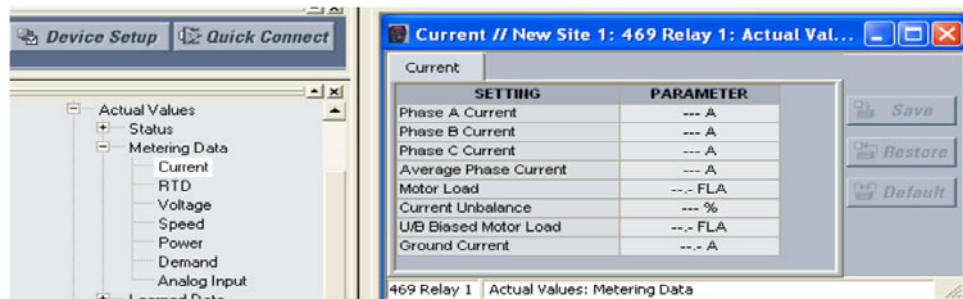 Device Setup Quick Connect
Actual Values
Status
Metering Data
Current
RTD
Voltage
Speed
Power
Demand
Analog Input
Learned Data
Current // New Site 1: 469 Relay 1: Actual Val...
Current
SETTING PARAMETER
Phase A Current --- A
Phase B Current --- A
Phase C Current --- A
Average Phase Current --- A
Motor Load --.- FLA
Current Unbalance --- %
U/B Biased Motor Load --.- FLA
Ground Current --.- A
Save
Restore
Default
469 Relay 1 Actual Values: Metering Data